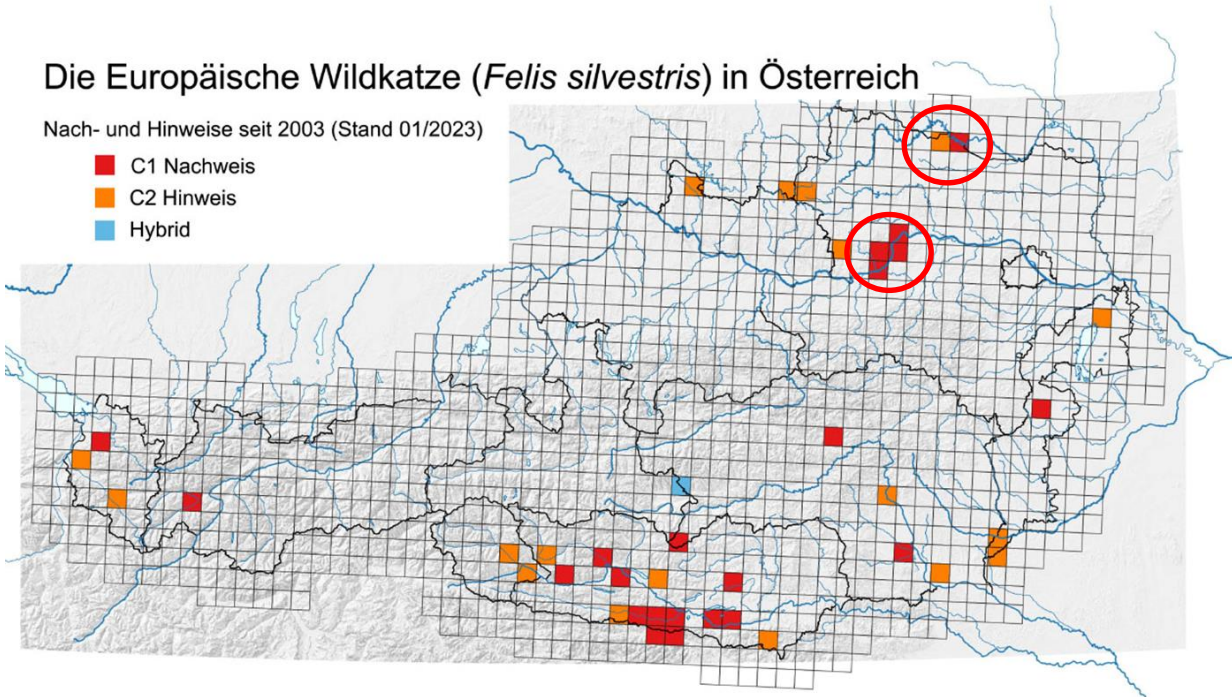 Die Europäische Wildkatze (Felis silvestris) in Österreich
Nach- und Hinweise seit 2003 (Stand 01/2023)
C1 Nachweis
C2 Hinweis
Hybrid